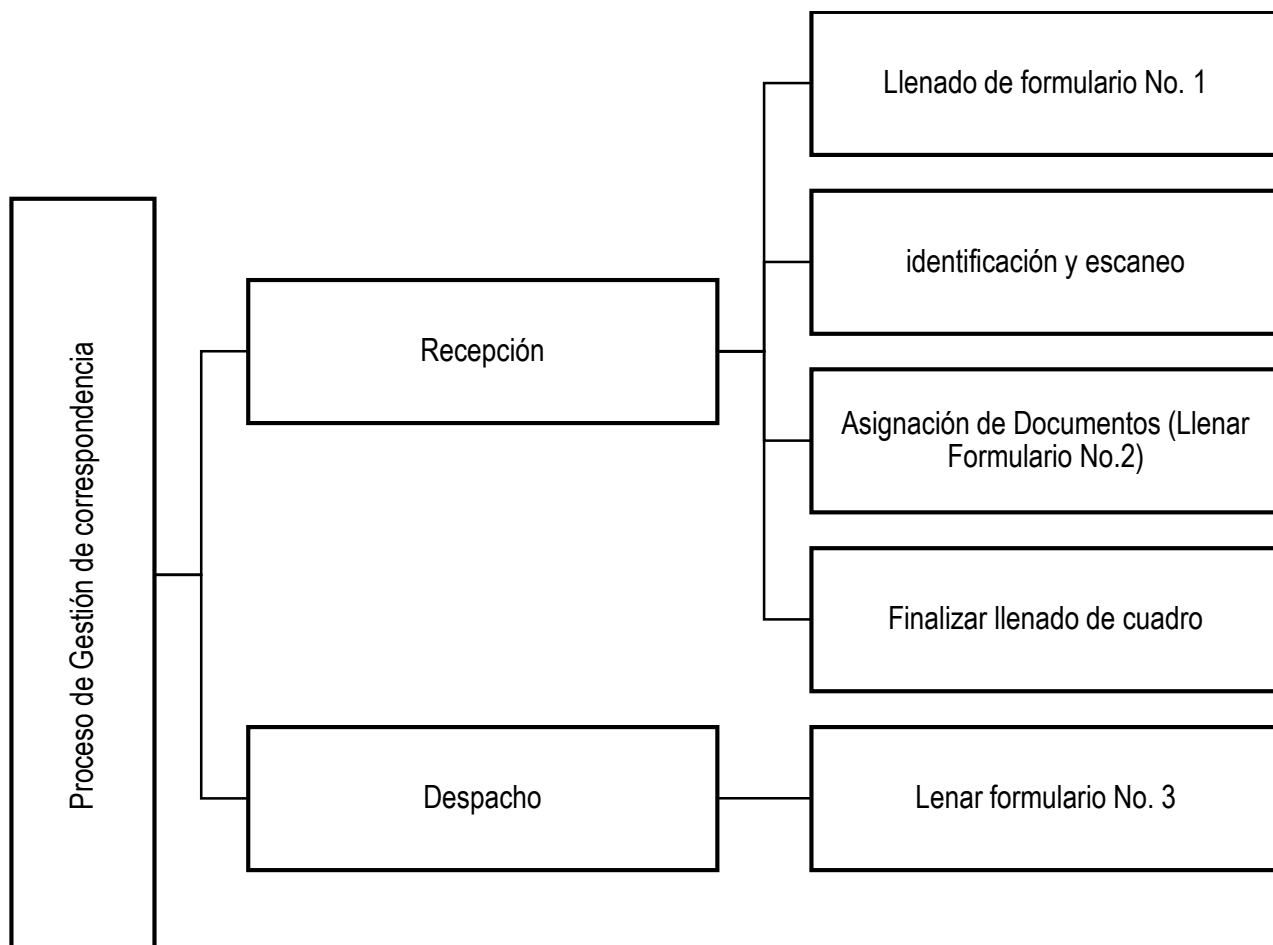 Proceso de Gestión de correspondencia
Recepción
Llenado de formulario No. 1
identificación y escaneo
Asignación de Documentos (Llenar
Formulario No.2)
Finalizar llenado de cuadro
Despacho
Lenar formulario No. 3